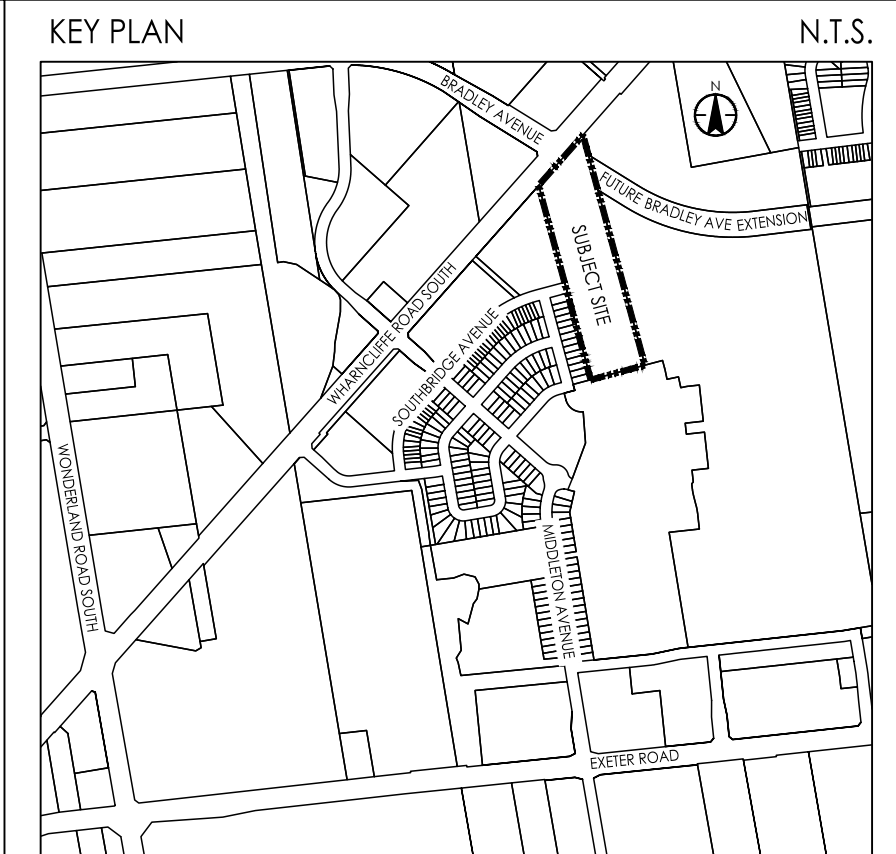 KEY PLAN N.T.S.
BRADLEY AVENUE
N
FUTURE BRADLEY AVE EXTENSION
SUBJECT SITE
WHARNCLIFFE ROAD SOUTH
SOUTHBRIDGE AVENUE
WONDERLAND ROAD SOUTH
MIDDLETON AVENUE
EXETER ROAD